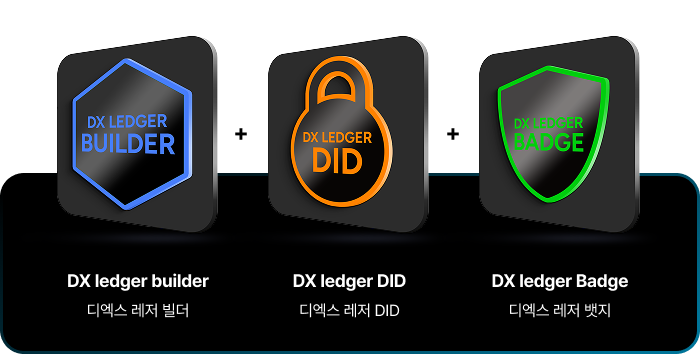 DX LEDGER
BUILDER
+
DX LEDGER
DID
+
DX LEDGER
BADGE
DX ledger builder
디엑스 레저 빌더
DX ledger DID
디엑스 레저 DID
DX ledger Badge
디엑스 레저 뱃지